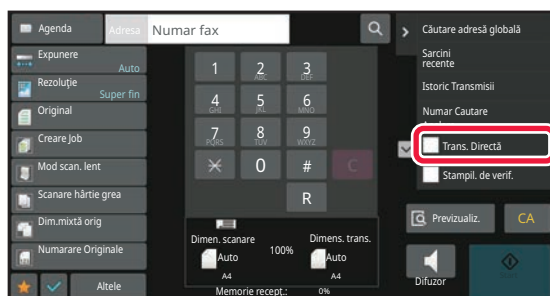 Agenda
Adresa
Numar fax
Expunere
Auto
Rezoluție
Super fin
Original
Creare Job
Mod scan. lent
Scanare hârtie grea
Dim.mixtă orig
Numarare Originale
Altele
1
2
ABC
3
DEF
4
GHI
5
JKL
6
MNO
7
PQRS
8
TUV
9
WXYZ
0
#
C
R
Dimen. scanare
Auto
A4
100%
Dimens. trans.
Auto
A4
Memorie recept.:
0%
Căutare adresă globală
Sarcini
recente
Istoric Transmisii
Numar Cautare
Trans. Directă
Stampil. de verif.
Previzualiz.
CA
Difuzor